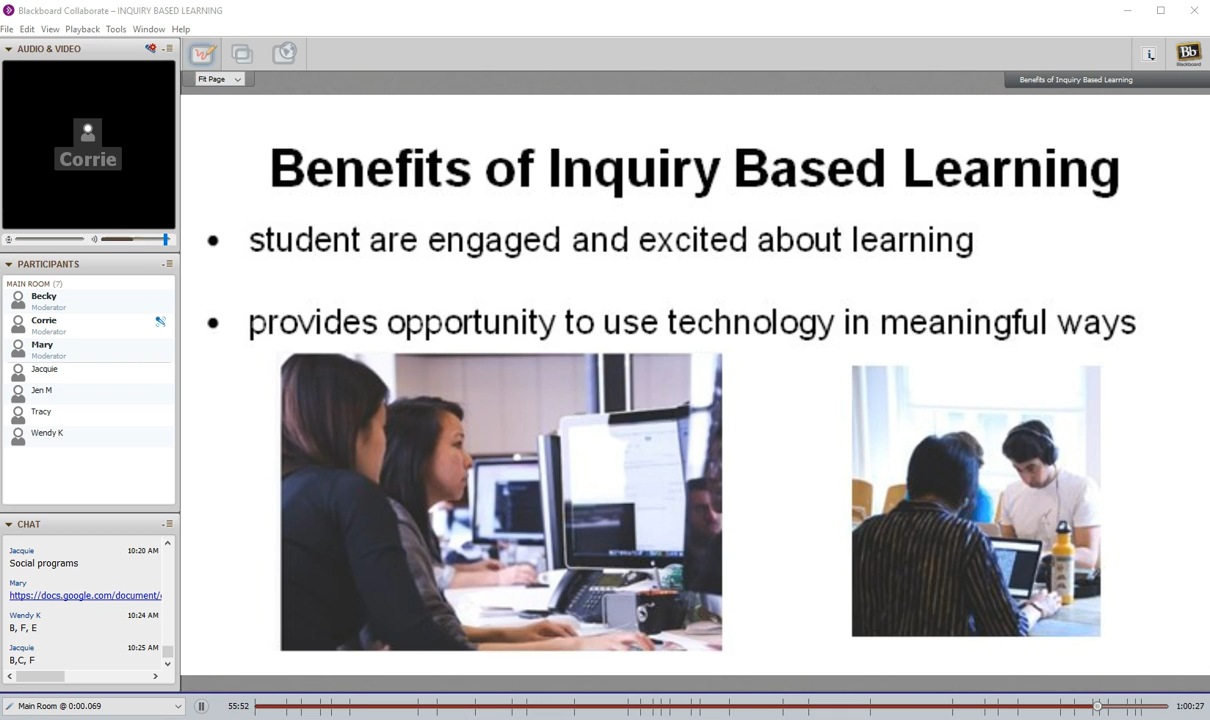 Blackboard Collaborate – INQUIRY BASED LEARNING
File Edit View Playback Tools Window Help
AUDIO & VIDEO
Bb
Blackboard
Fit Page
Benefits of Inquiry Based Learning
Corrie
Benefits of Inquiry Based Learning
student are engaged and excited about learning
provides opportunity to use technology in meaningful ways
PARTICIPANTS
MAIN ROOM (7)
Becky
Moderator
Corrie
Moderator
Mary
Moderator
Jacquie
Jen M
Tracy
Wendy K
CHAT
Jacquie 10:20 AM
Social programs
Mary
https://docs.google.com/document/
Wendy K 10:24 AM
B, F, E
Jacquie 10:25 AM
B,C, F
Main Room @ 0:00.069
55:52
1:00:27